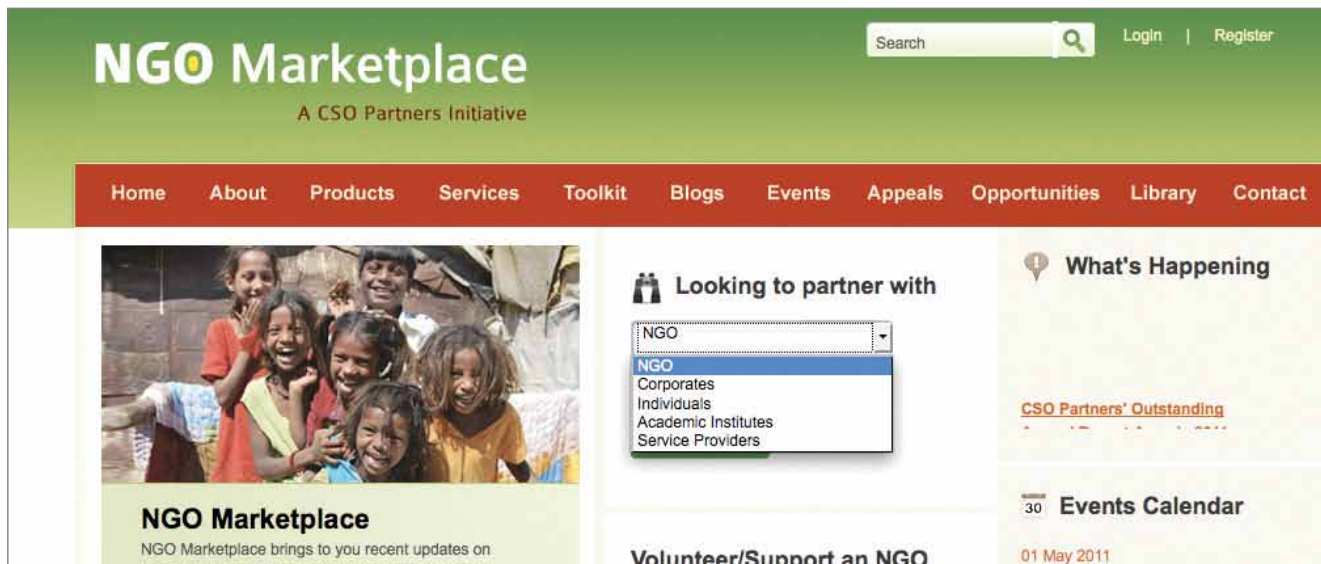 NGO Marketplace
A CSO Partners Initiative
Search
Login | Register
Home About Products Services Toolkit Blogs Events Appeals Opportunities Library Contact
Looking to partner with
NGO
NGO
Corporates
Individuals
Academic Institutes
Service Providers
What's Happening
CSO Partners' Outstanding
NGO Marketplace
NGO Marketplace brings to you recent updates on
Volunteer/Support an NGO
30 Events Calendar
01 May 2011